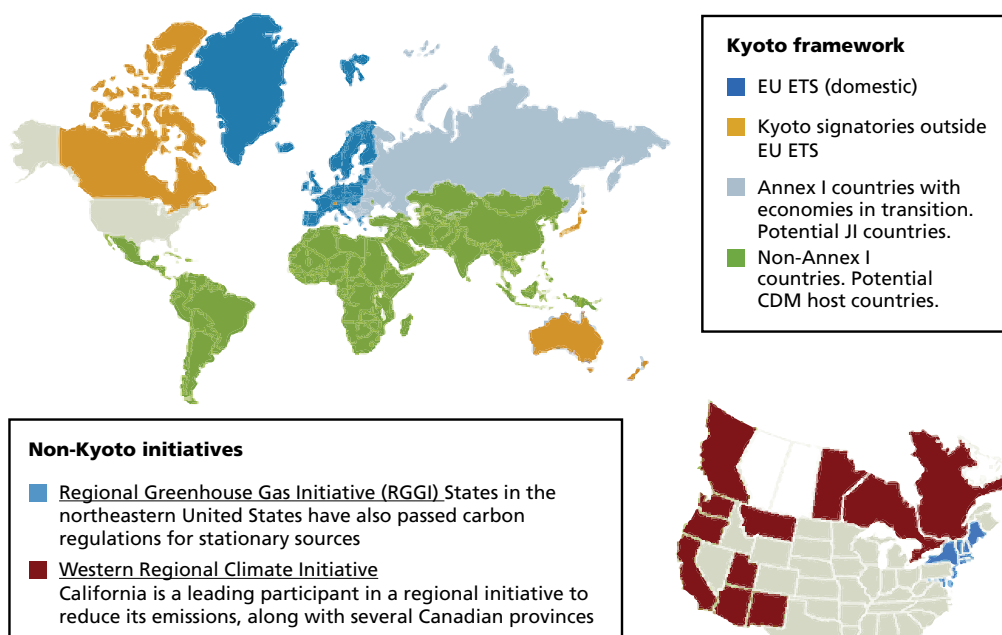 Kyoto framework
EU ETS (domestic)
Kyoto signatories outside
EU ETS
Annex I countries with
economies in transition.
Potential JI countries.
Non-Annex I
countries. Potential
CDM host countries.
Non-Kyoto initiatives
Regional Greenhouse Gas Initiative (RGGI) States in the
northeastern United States have also passed carbon
regulations for stationary sources
Western Regional Climate Initiative
California is a leading participant in a regional initiative to
reduce its emissions, along with several Canadian provinces